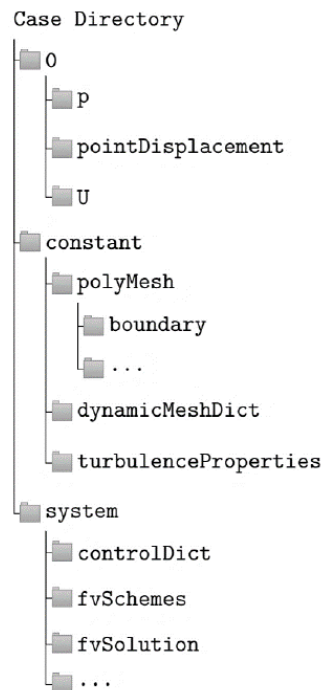 Case Directory
0
p
pointDisplacement
U
constant
polyMesh
boundary
...
dynamicMeshDict
turbulenceProperties
system
controlDict
fvSchemes
fvSolution
...